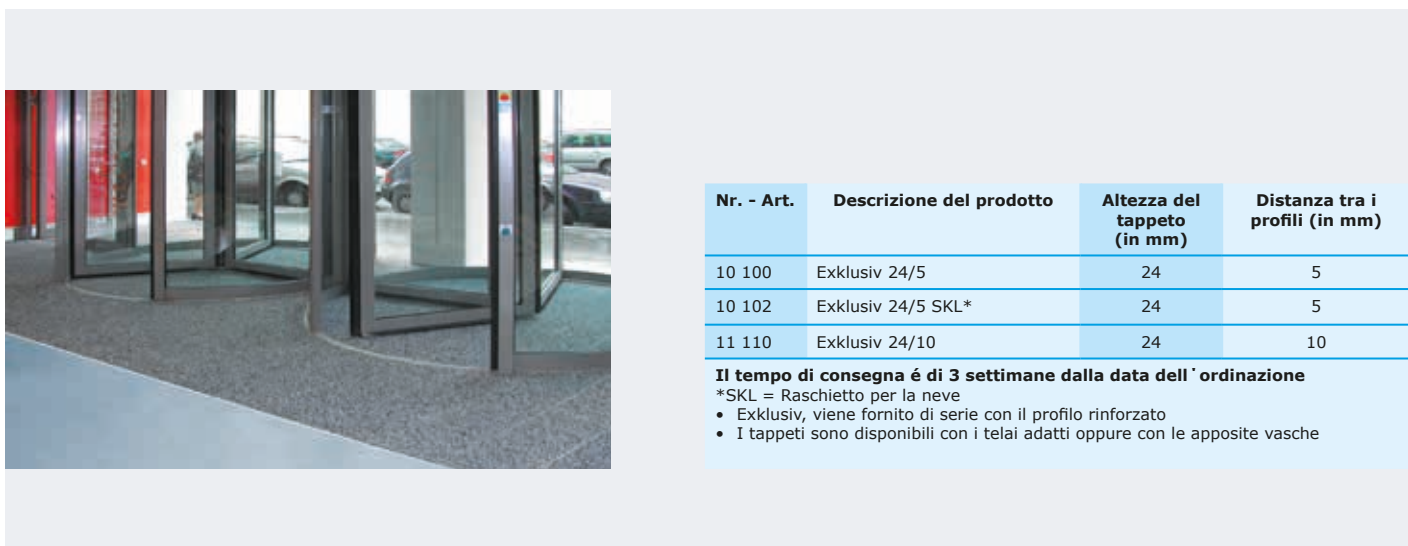 Nr. - Art. Descrizione del prodotto Altezza del tappeto (in mm) Distanza tra i profili (in mm)
10 100 Exklusiv 24/5 24 5
10 102 Exklusiv 24/5 SKL* 24 5
11 110 Exklusiv 24/10 24 10
Il tempo di consegna é di 3 settimane dalla data dell˙ordinazione
*SKL = Raschietto per la neve
• Exklusiv, viene fornito di serie con il profilo rinforzato
• I tappeti sono disponibili con i telai adatti oppure con le apposite vasche